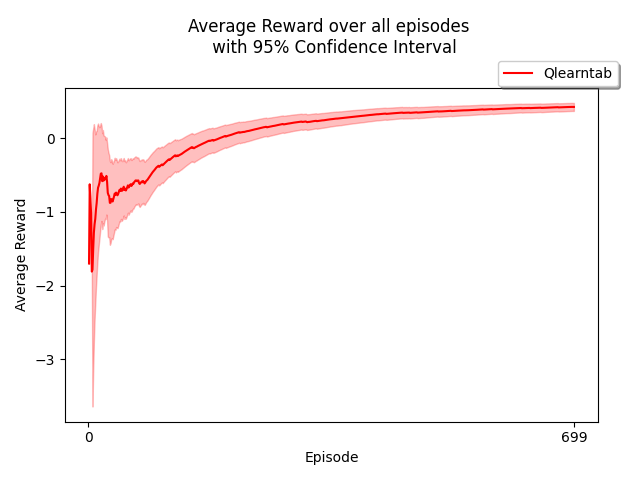 Average Reward over all episodes
with 95% Confidence Interval
Qlearntab
0
−1
−2
−3
Average Reward
0
699
Episode